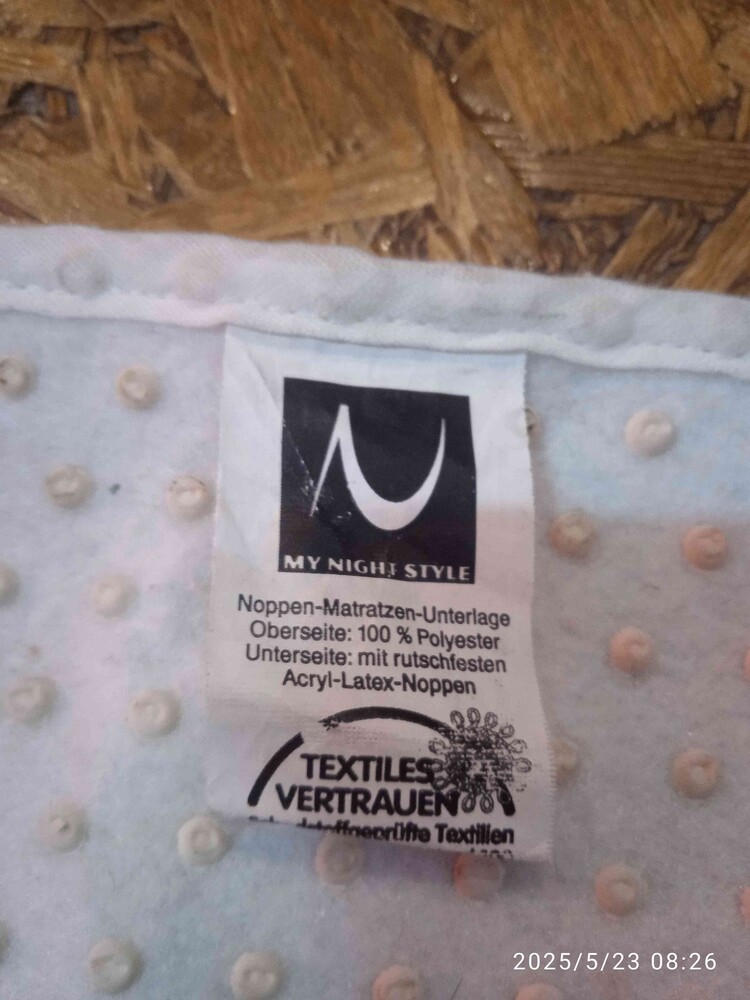 MY NIGHT STYLE
Noppen-Matratzen-Unterlage
Oberseite: 100 % Polyester
Unterseite: mit rutschfesten
Acryl-Latex-Noppen
TEXTILES
VERTRAUEN
Textilien
2025/5/23 08:26